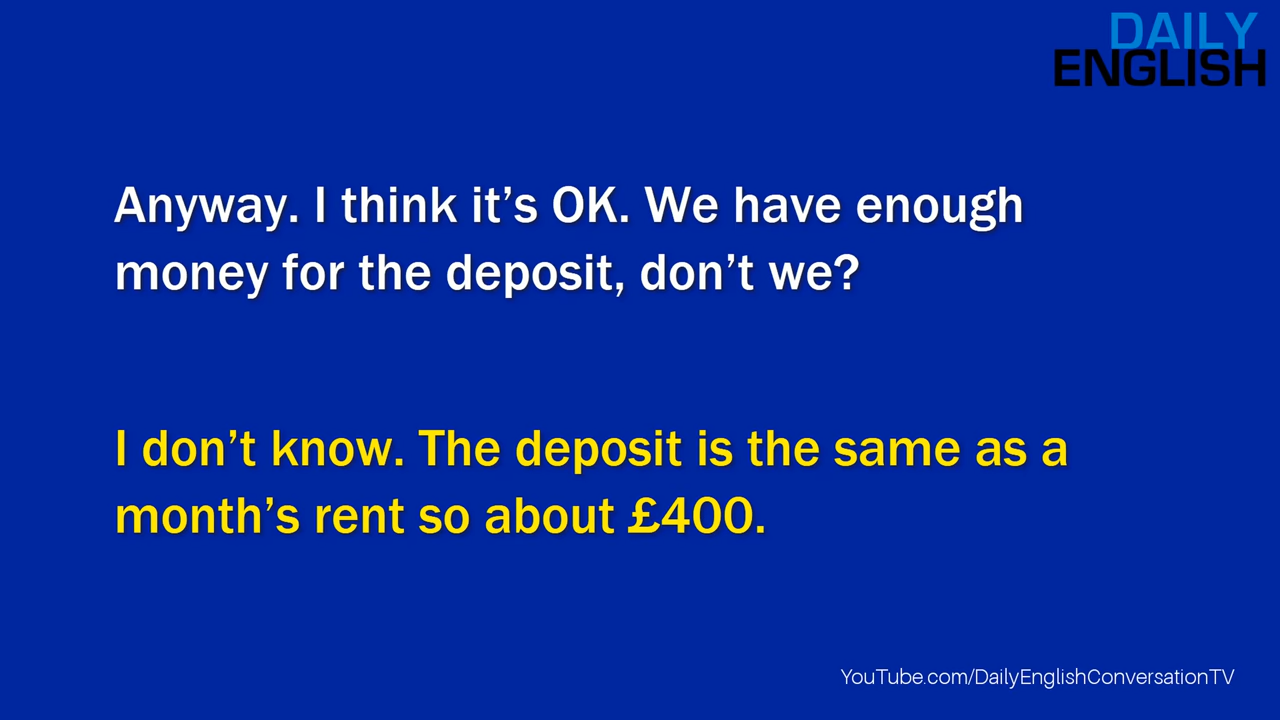 DAILY
ENGLISH
Anyway. I think it’s OK. We have enough
money for the deposit, don’t we?
I don’t know. The deposit is the same as a
month’s rent so about £400.
YouTube.com/DailyEnglishConversationTV